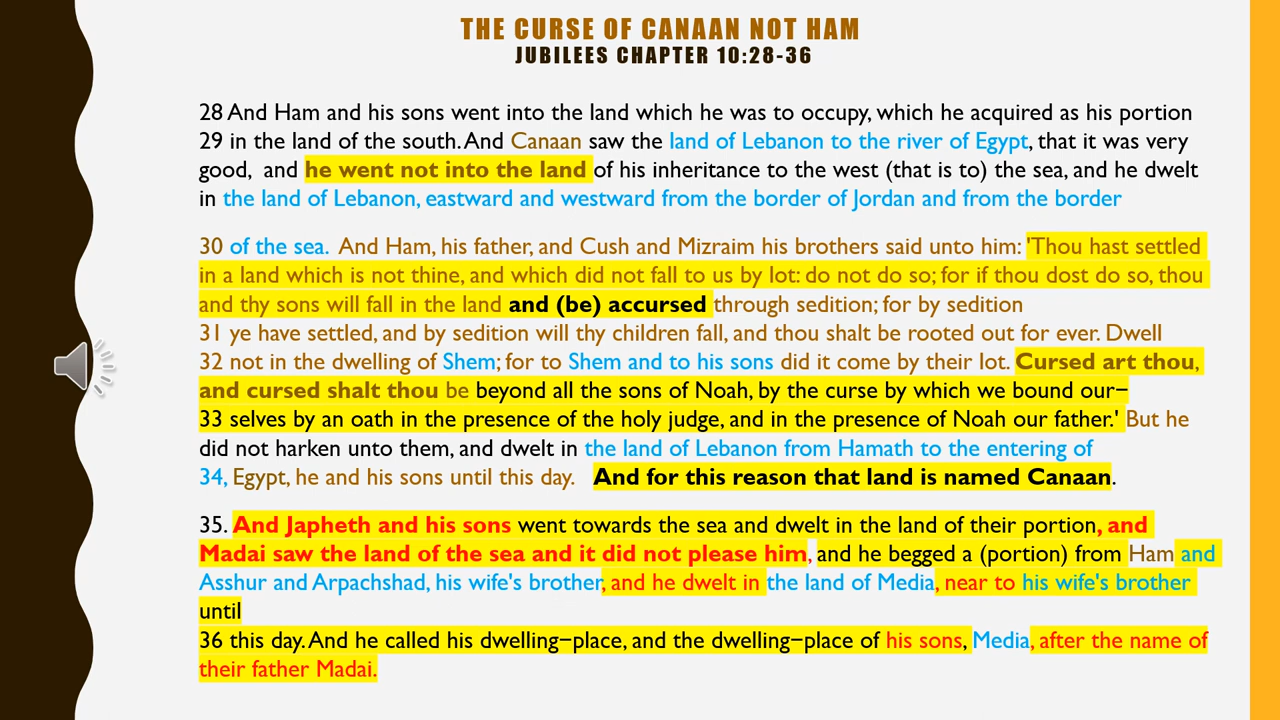 THE CURSE OF CANAAN NOT HAM
JUBILEES CHAPTER 10:28-36
28 And Ham and his sons went into the land which he was to occupy, which he acquired as his portion
29 in the land of the south. And Canaan saw the land of Lebanon to the river of Egypt, that it was very
good, and he went not into the land of his inheritance to the west (that is to) the sea, and he dwelt
in the land of Lebanon, eastward and westward from the border of Jordan and from the border
30 of the sea. And Ham, his father, and Cush and Mizraim his brothers said unto him: 'Thou hast settled
in a land which is not thine, and which did not fall to us by lot: do not do so; for if thou dost do so, thou
and thy sons will fall in the land and (be) accursed through sedition; for by sedition
31 ye have settled, and by sedition will thy children fall, and thou shalt be rooted out for ever. Dwell
32 not in the dwelling of Shem; for to Shem and to his sons did it come by their lot. Cursed art thou,
and cursed shalt thou be beyond all the sons of Noah, by the curse by which we bound our−
33 selves by an oath in the presence of the holy judge, and in the presence of Noah our father.' But he
did not harken unto them, and dwelt in the land of Lebanon from Hamath to the entering of
34, Egypt, he and his sons until this day. And for this reason that land is named Canaan.
35. And Japheth and his sons went towards the sea and dwelt in the land of their portion, and
Madai saw the land of the sea and it did not please him, and he begged a (portion) from Ham and
Asshur and Arpachshad, his wife's brother, and he dwelt in the land of Media, near to his wife's brother
until
36 this day. And he called his dwelling−place, and the dwelling−place of his sons, Media, after the name of
their father Madai.